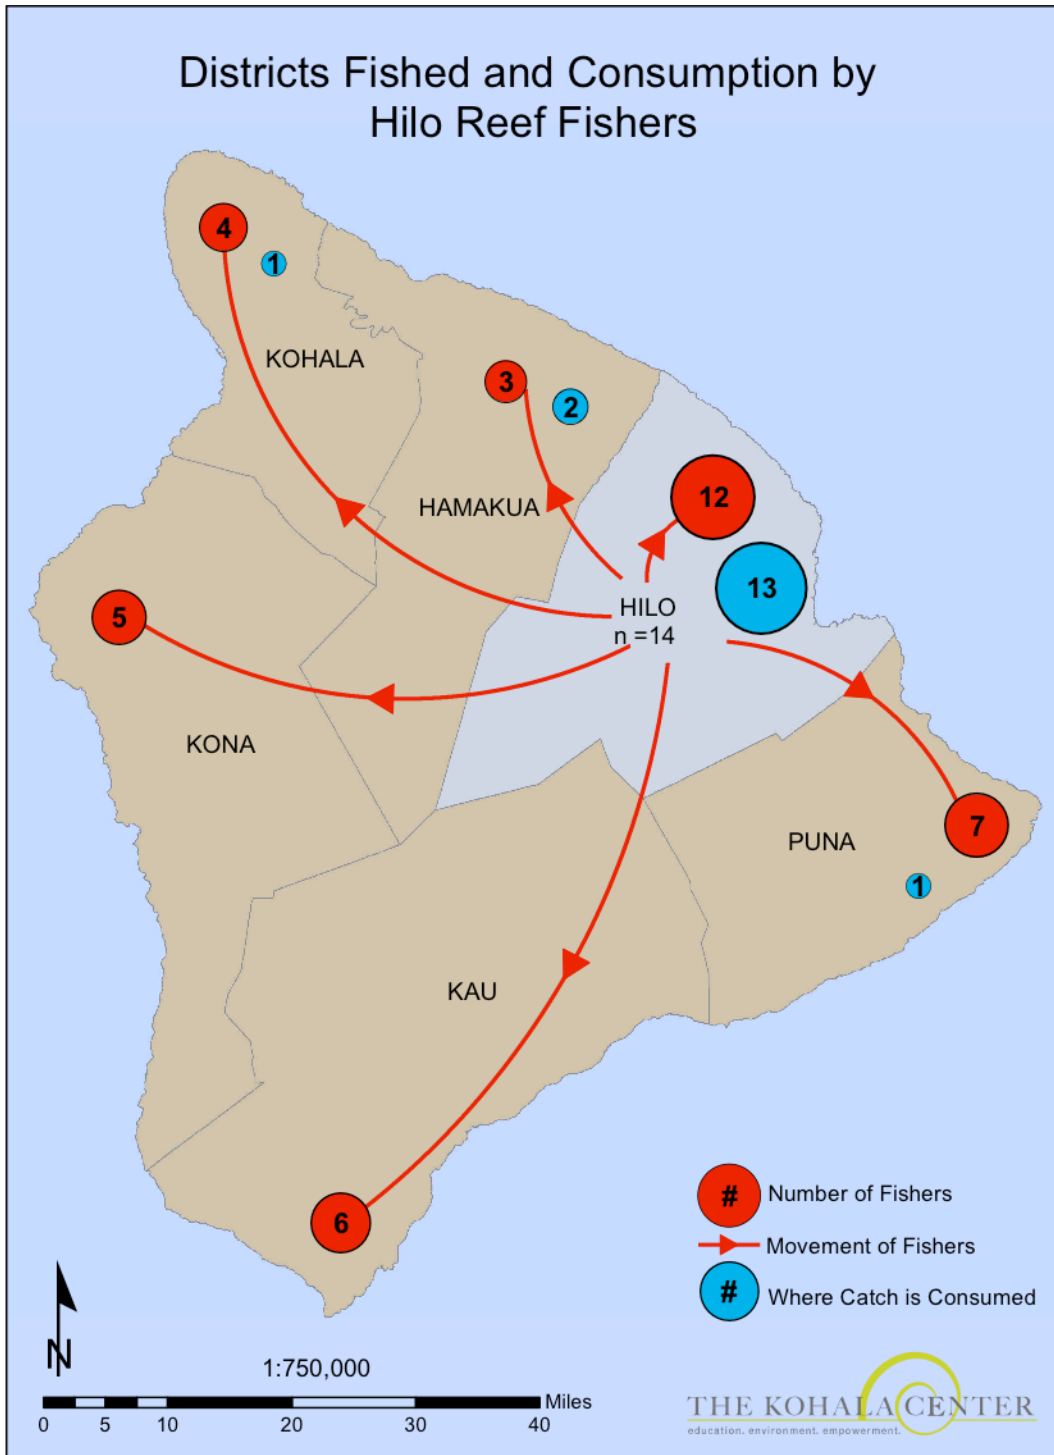 Districts Fished and Consumption by
Hilo Reef Fishers
4
1
KOHALA
3
2
HAMAKUA
12
13
HILO
n =14
5
KONA
7
PUNA
1
KAU
6
# Number of Fishers
Movement of Fishers
# Where Catch is Consumed
N
1:750,000
Miles
0 5 10 20 30 40
THE KOHALA CENTER
education. environment. empowerment.